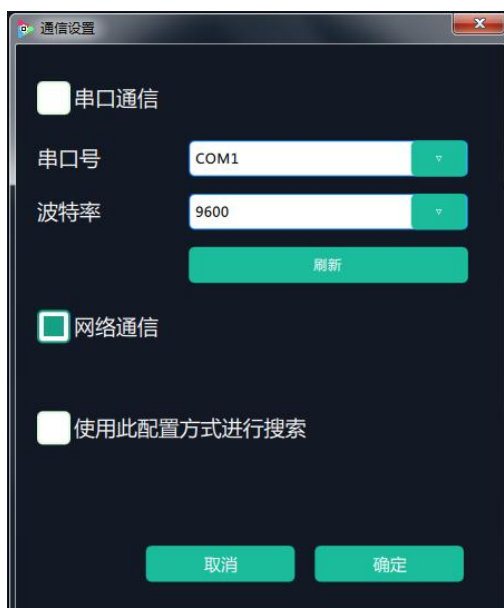 通信设置
串口通信
串口号 COM1
波特率 9600
刷新
网络通信
使用此配置方式进行搜索
取消 确定